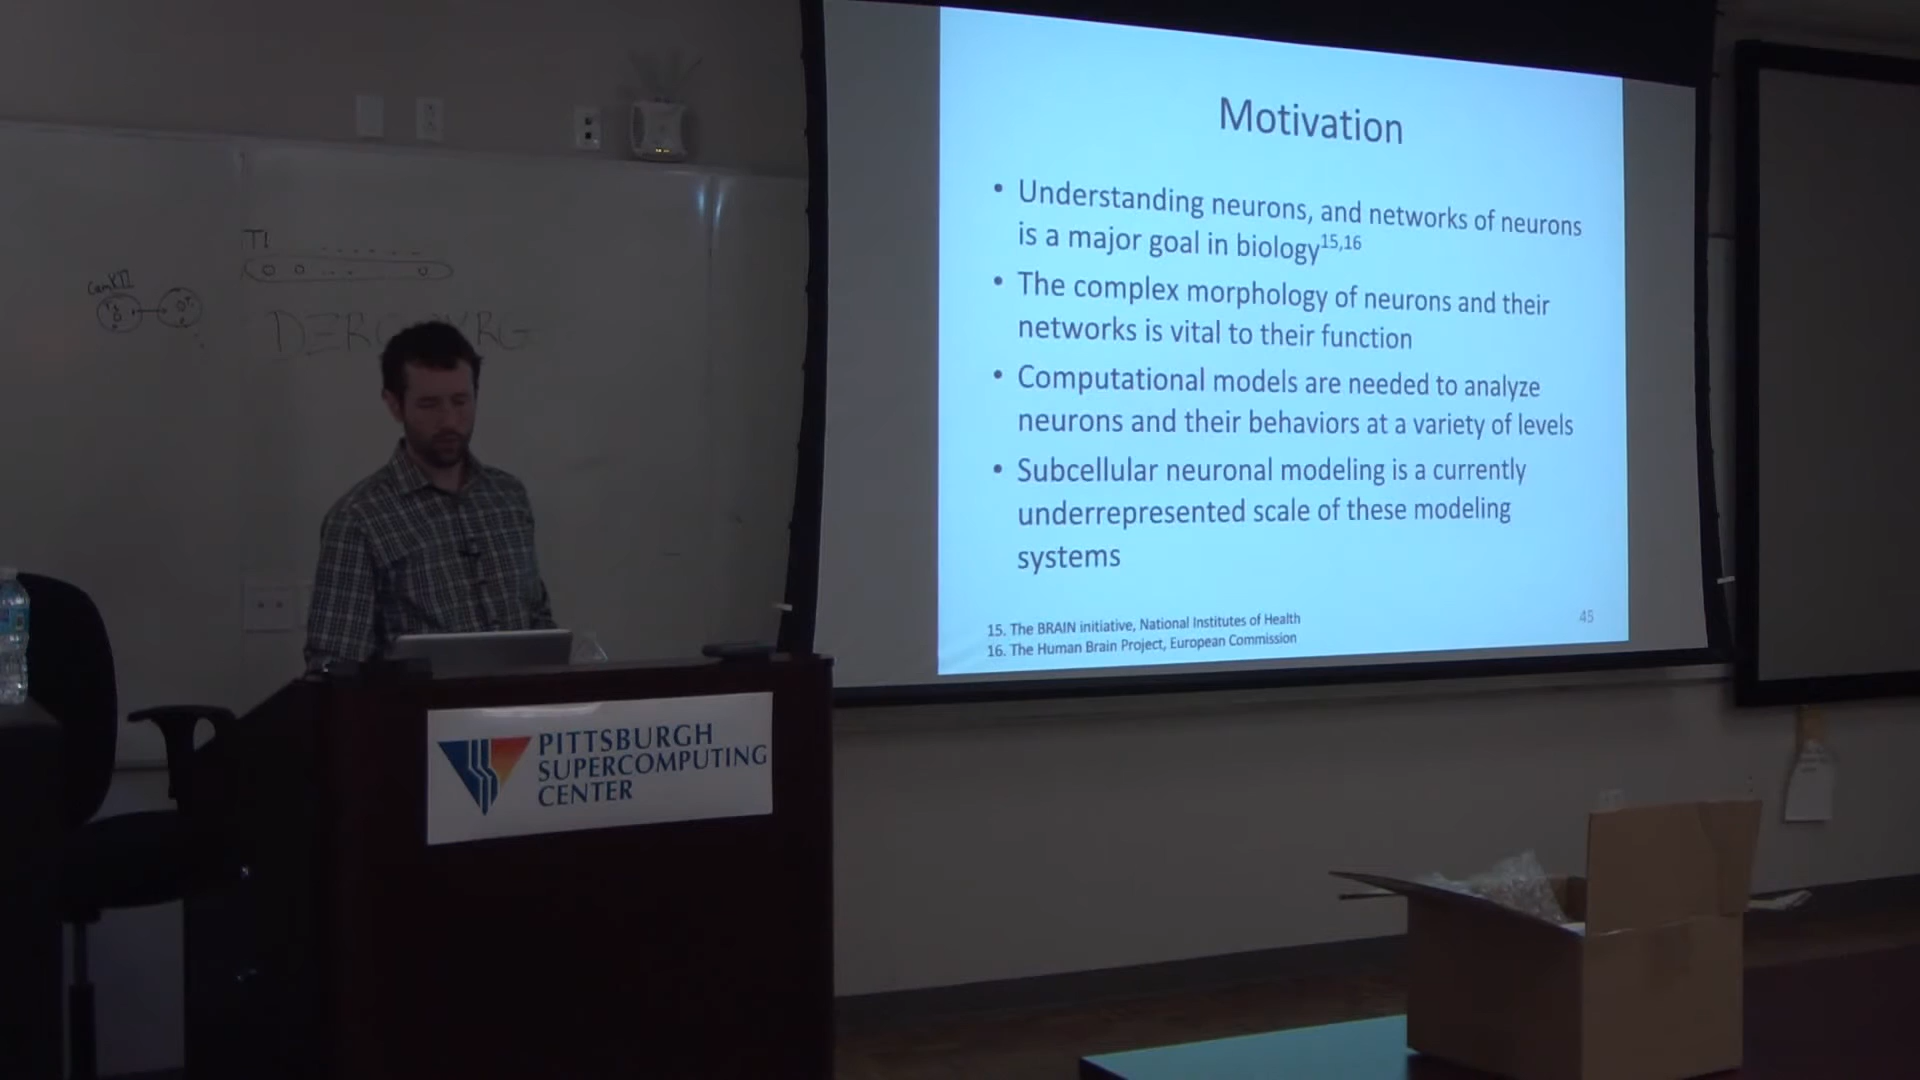 Motivation
• Understanding neurons, and networks of neurons
is a major goal in biology15,16
• The complex morphology of neurons and their
networks is vital to their function
• Computational models are needed to analyze
neurons and their behaviors at a variety of levels
• Subcellular neuronal modeling is a currently
underrepresented scale of these modeling
systems
15. The BRAIN initiative, National Institutes of Health
16. The Human Brain Project, European Commission
45
T1
CamKII
PITTSBURGH
SUPERCOMPUTING
CENTER